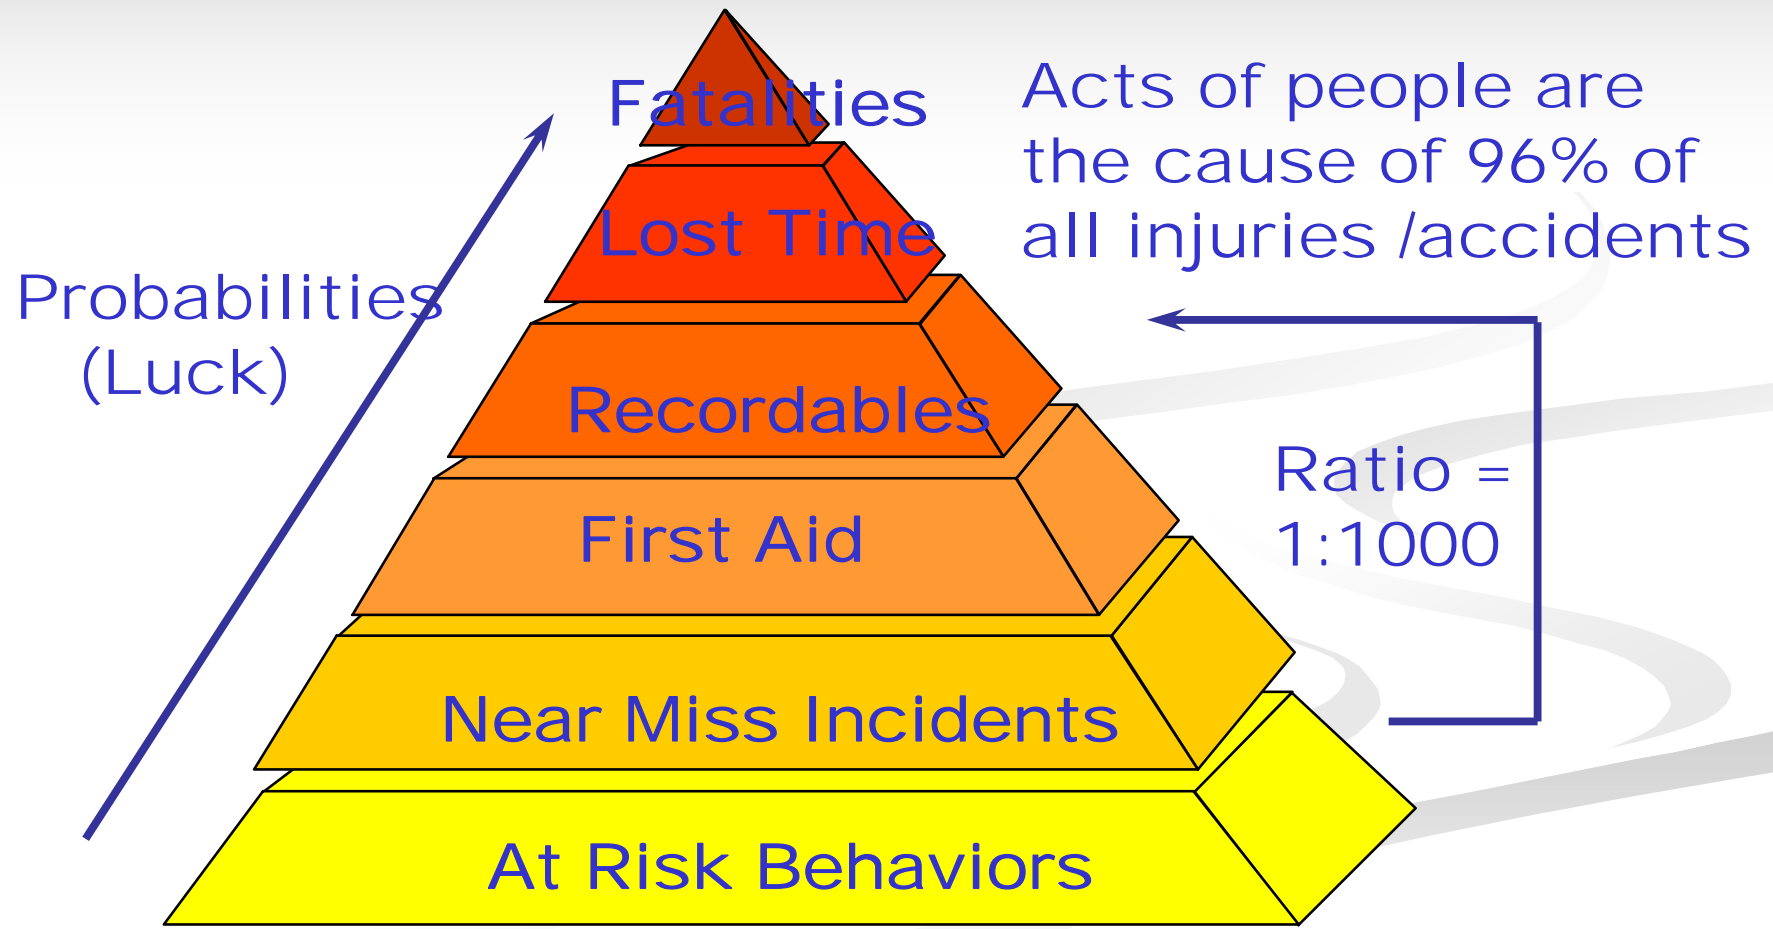 Fatalities
Acts of people are
the cause of 96% of
all injuries /accidents
Lost Time
Probabilities
(Luck)
Recordables
Ratio =
1:1000
First Aid
Near Miss Incidents
At Risk Behaviors